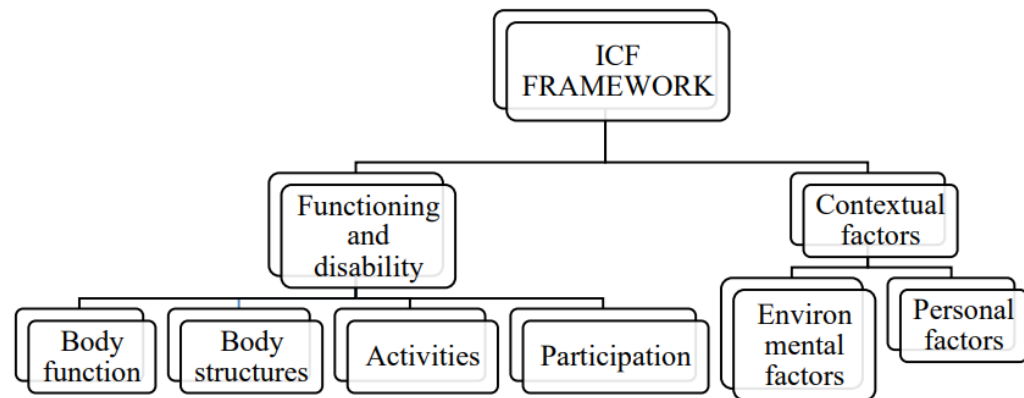 ICF
FRAMEWORK
Functioning
and
disability
Contextual
factors
Body
function
Body
structures
Activities
Participation
Environ
mental
factors
Personal
factors